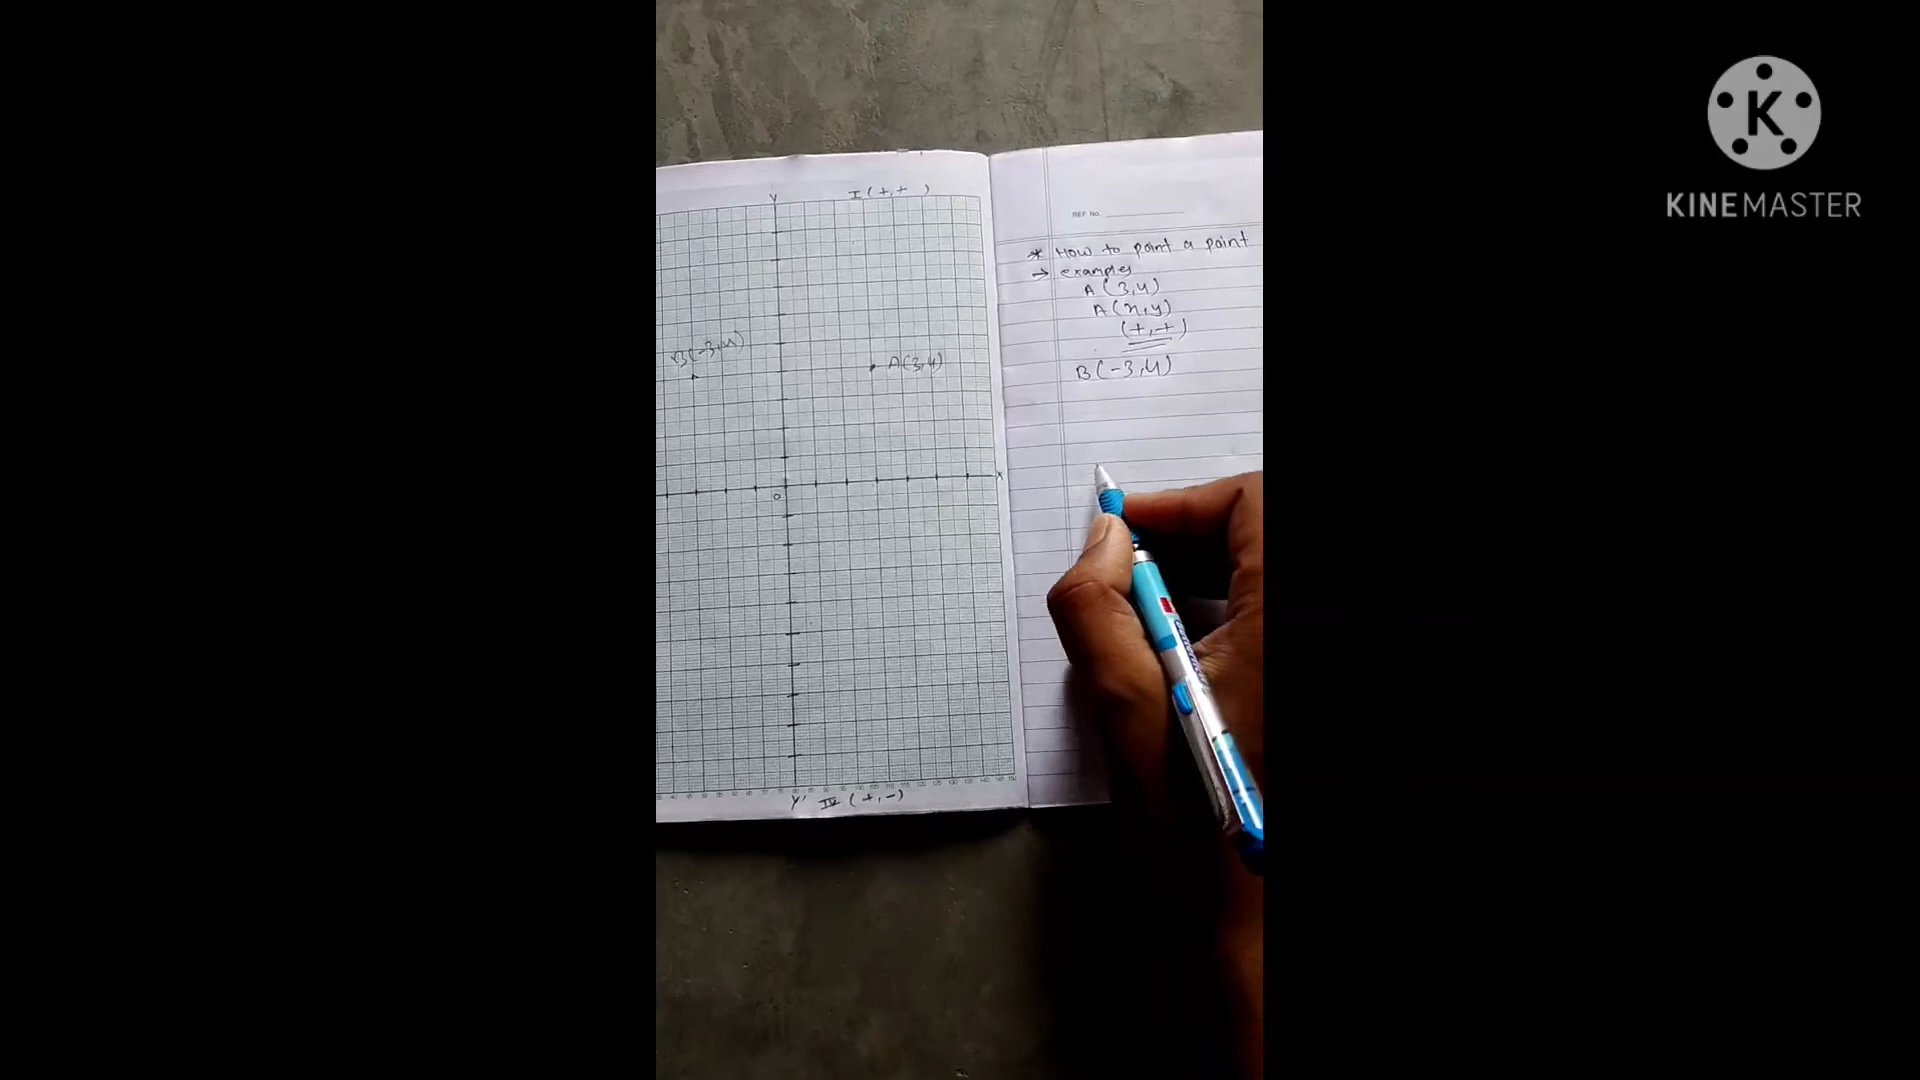 K
KINEMASTER
Y I (+,+)
B(-3,4)
A(3,4)
X
O
Y' IV (+,-)
REF No.
* How to point a point
→ examples
A (3,4)
A (x,y)
(+,+)
B (-3,4)